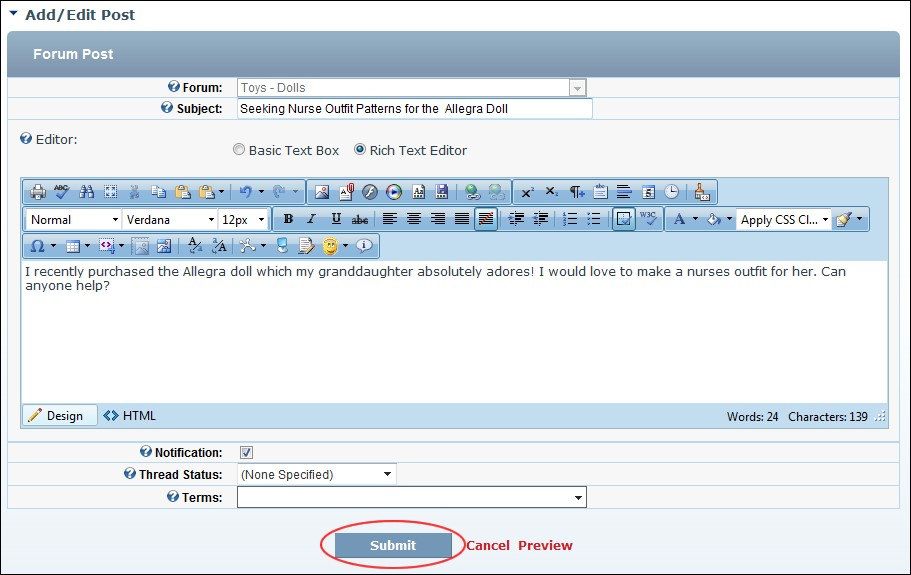 Add/Edit Post
Forum Post
Forum: Toys - Dolls
Subject: Seeking Nurse Outfit Patterns for the  Allegra Doll
Editor:
Basic Text Box Rich Text Editor
ABC
Normal Verdana 12px B I U abc W3C A Apply CSS Cl...
I recently purchased the Allegra doll which my granddaughter absolutely adores! I would love to make a nurses outfit for her. Can
anyone help?
Design HTML Words: 24 Characters: 139
Notification:
Thread Status: (None Specified)
Terms:
Submit Cancel Preview